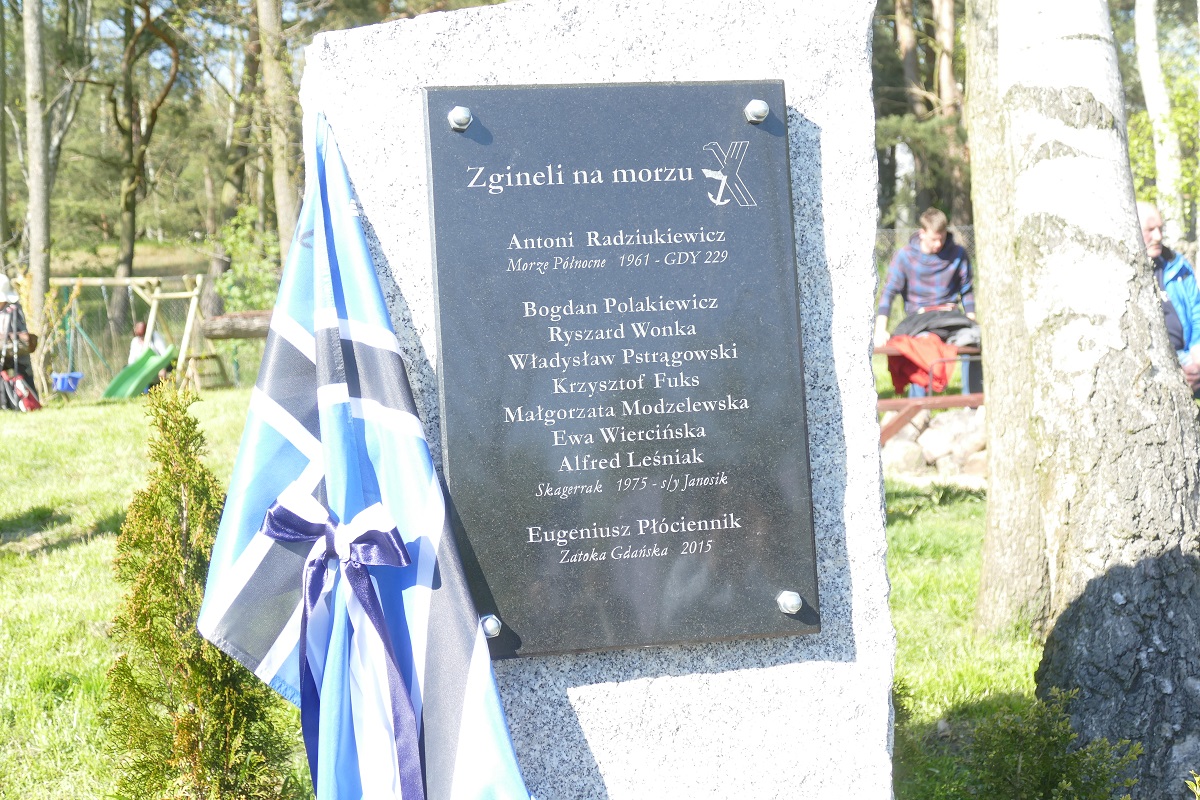 Zgineli na morzu
Antoni Radziukiewicz
Morze Północne 1961 - GDY 229
Bogdan Polakiewicz
Ryszard Wonka
Władysław Pstrągowski
Krzysztof Fuks
Małgorzata Modzelewska
Ewa Wiercińska
Alfred Leśniak
Skagerrak 1975 - s/y Janosik
Eugeniusz Płóciennik
Zatoka Gdańska 2015